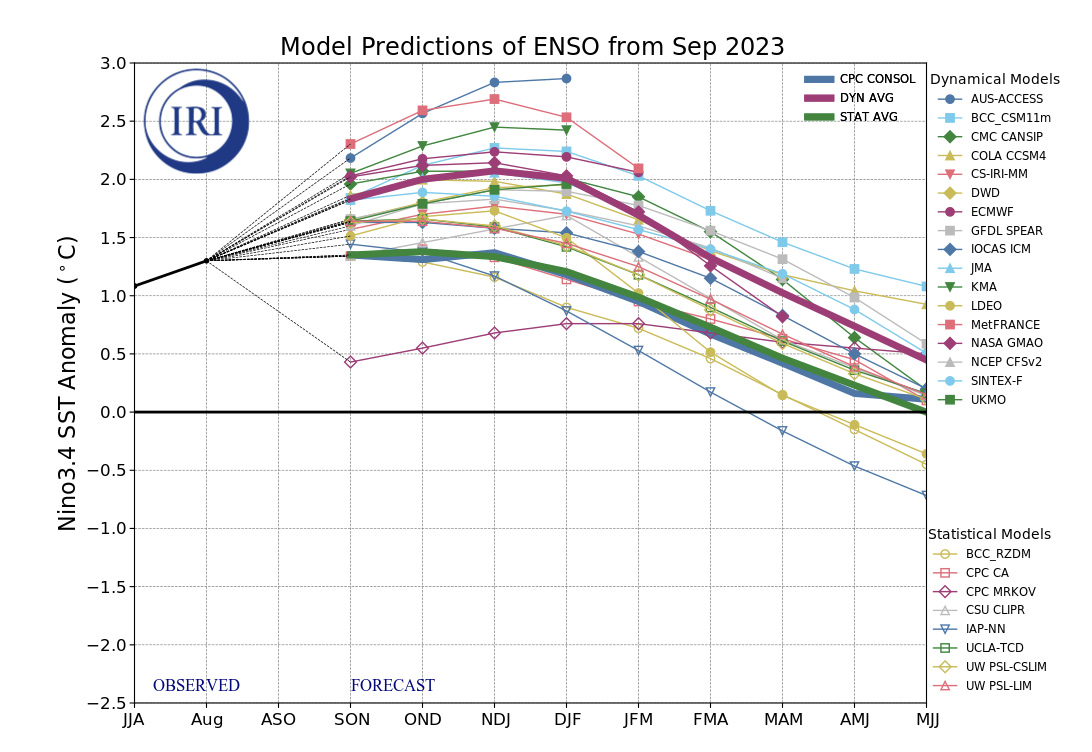 Model Predictions of ENSO from Sep 2023
Nino3.4 SST Anomaly (°C)
3.0
2.5
2.0
1.5
1.0
0.5
0.0
−0.5
−1.0
−1.5
−2.0
−2.5
IRI
CPC CONSOL
DYN AVG
STAT AVG
OBSERVED
FORECAST
JJA Aug ASO SON OND NDJ DJF JFM FMA MAM AMJ MJJ
Dynamical Models
AUS-ACCESS
BCC_CSM11m
CMC CANSIP
COLA CCSM4
CS-IRI-MM
DWD
ECMWF
GFDL SPEAR
IOCAS ICM
JMA
KMA
LDEO
MetFRANCE
NASA GMAO
NCEP CFSv2
SINTEX-F
UKMO
Statistical Models
BCC_RZDM
CPC CA
CPC MRKOV
CSU CLIPR
IAP-NN
UCLA-TCD
UW PSL-CSLIM
UW PSL-LIM